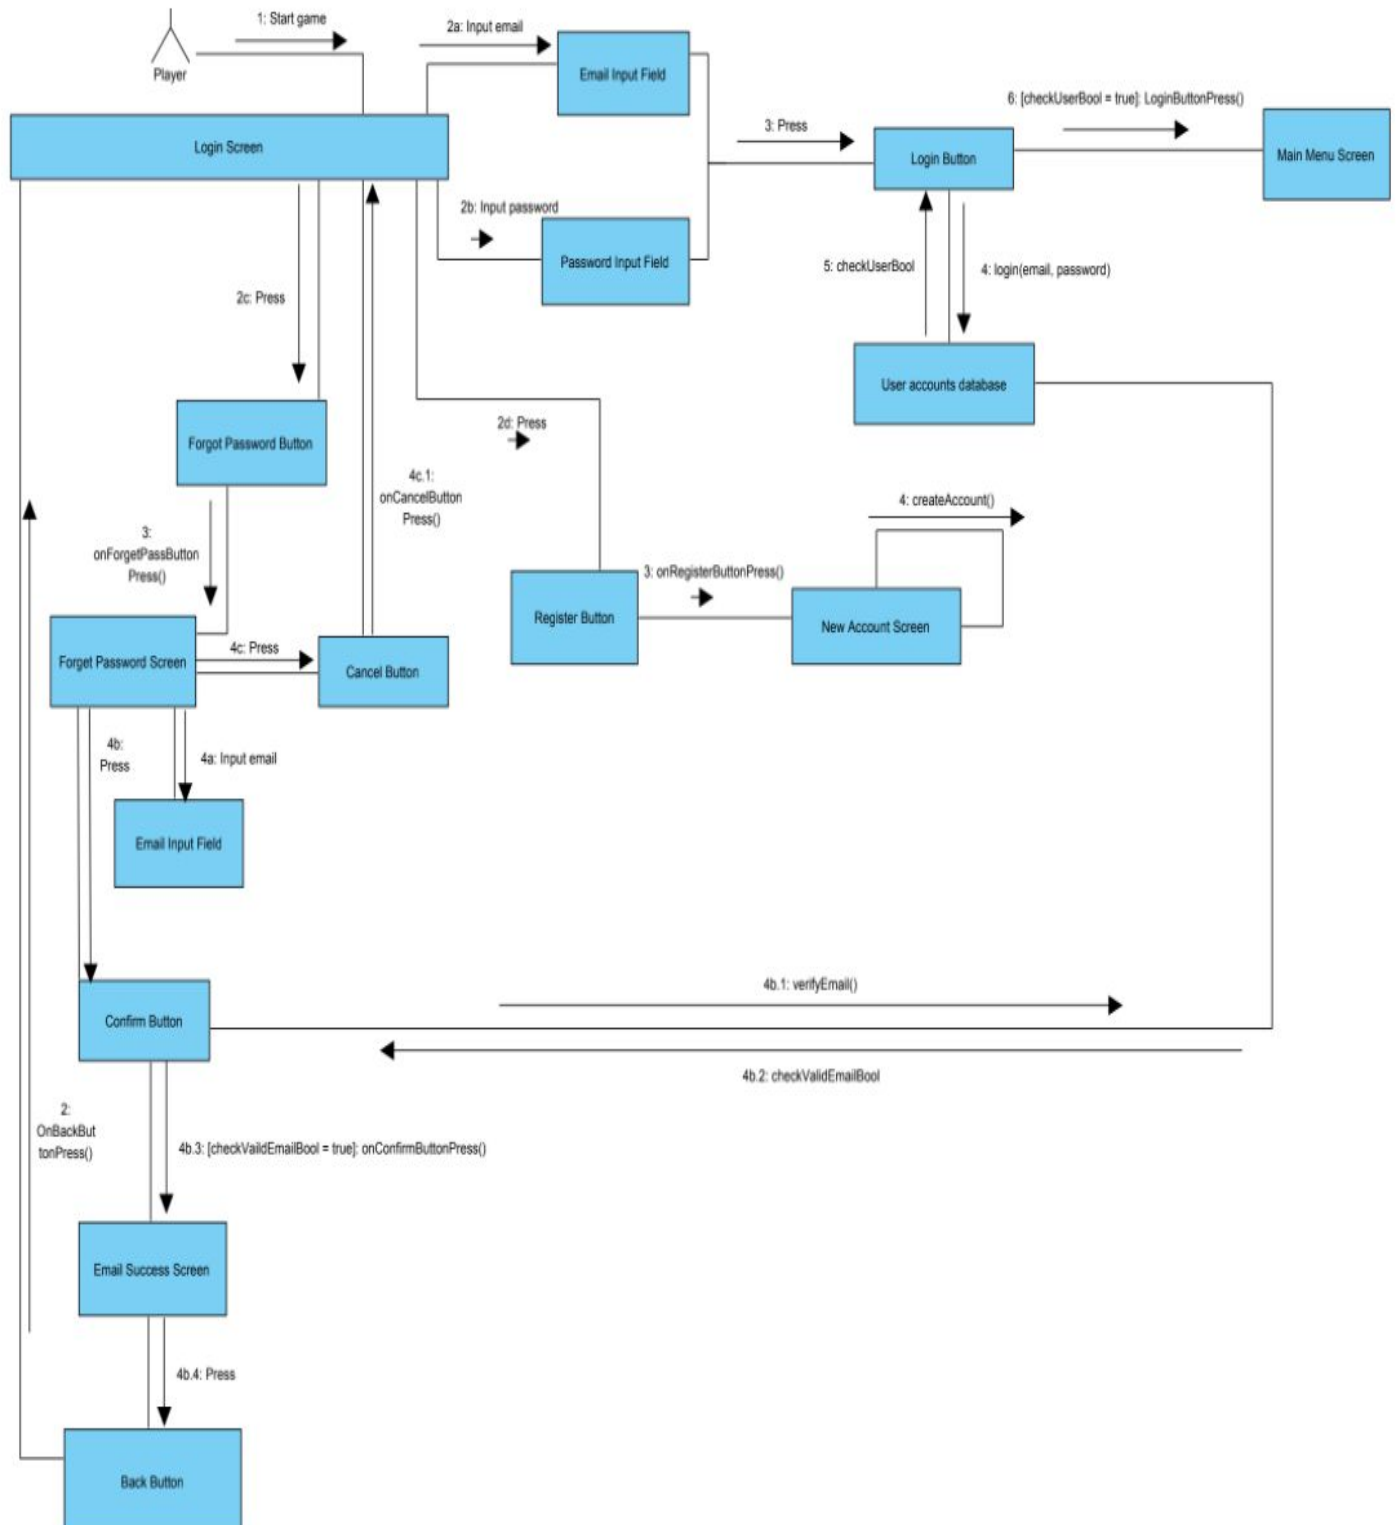 1: Start game
2a: Input email
Email Input Field
Player
6: [checkUserBool = true]: LoginButtonPress()
3: Press
Login Screen
Login Button
Main Menu Screen
2b: Input password
Password Input Field
5: checkUserBool
4: login(email, password)
2c: Press
User accounts database
2d: Press
Forgot Password Button
4c.1:
onCancelButton
Press()
4: createAccount()
3:
onForgetPassButton
Press()
3: onRegisterButtonPress()
Register Button
New Account Screen
Forget Password Screen
4c: Press
Cancel Button
4b:
Press
4a: Input email
Email Input Field
4b.1: verifyEmail()
Confirm Button
4b.2: checkValidEmailBool
2:
OnBackBut
tonPress()
4b.3: [checkVaildEmailBool = true]: onConfirmButtonPress()
Email Success Screen
4b.4: Press
Back Button